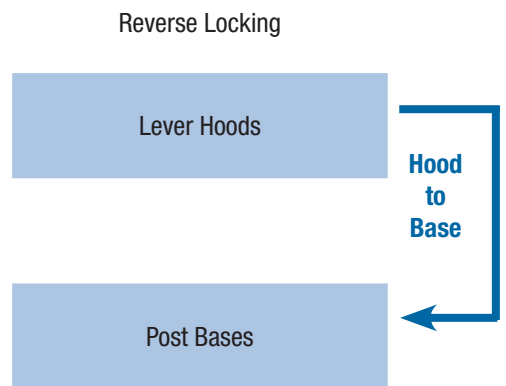 Reverse Locking
Lever Hoods
Hood
to
Base
Post Bases